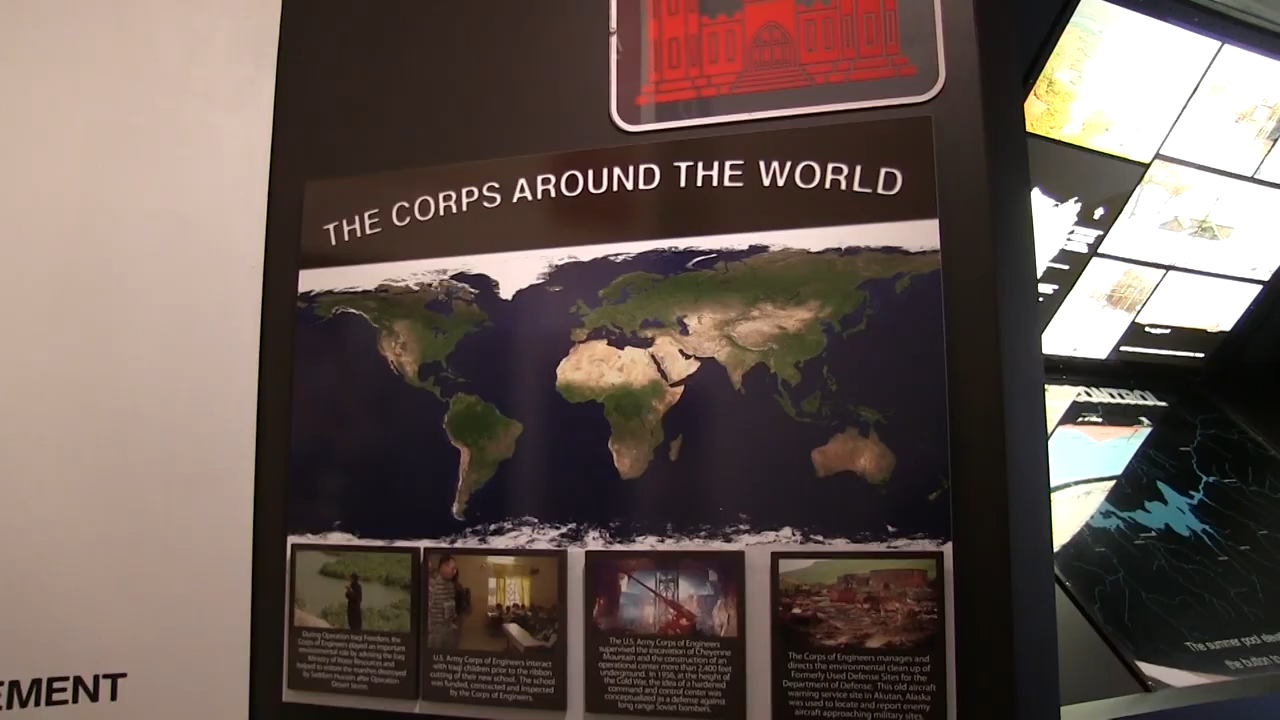 THE CORPS AROUND THE WORLD
During Operation Iraqi Freedom, the
Corps of Engineers played an important
environmental role by advising the Iraq
Ministry of Water Resources and
helped to restore the marshes destroyed
by Saddam Hussein after Operation
Desert Storm.
U.S. Army Corps of Engineers interact
with Iraqi children prior to the ribbon
cutting of their new school. The school
was funded, contracted and inspected
by the Corps of Engineers.
The U.S. Army Corps of Engineers
supervised the excavation of Cheyenne
Mountain and the construction of an
operational center more than 2,400 feet
underground. In 1956, at the height of
the Cold War, the idea of a hardened
command and control center was
conceptualized as a defense against
long range Soviet bombers.
The Corps of Engineers manages and
directs the environmental clean up of
Formerly Used Defense Sites for the
Department of Defense. This old aircraft
warning service site in Akutan, Alaska
was used to locate and report enemy
aircraft approaching military sites.
EMENT
ONTROL
The summer pool
the button